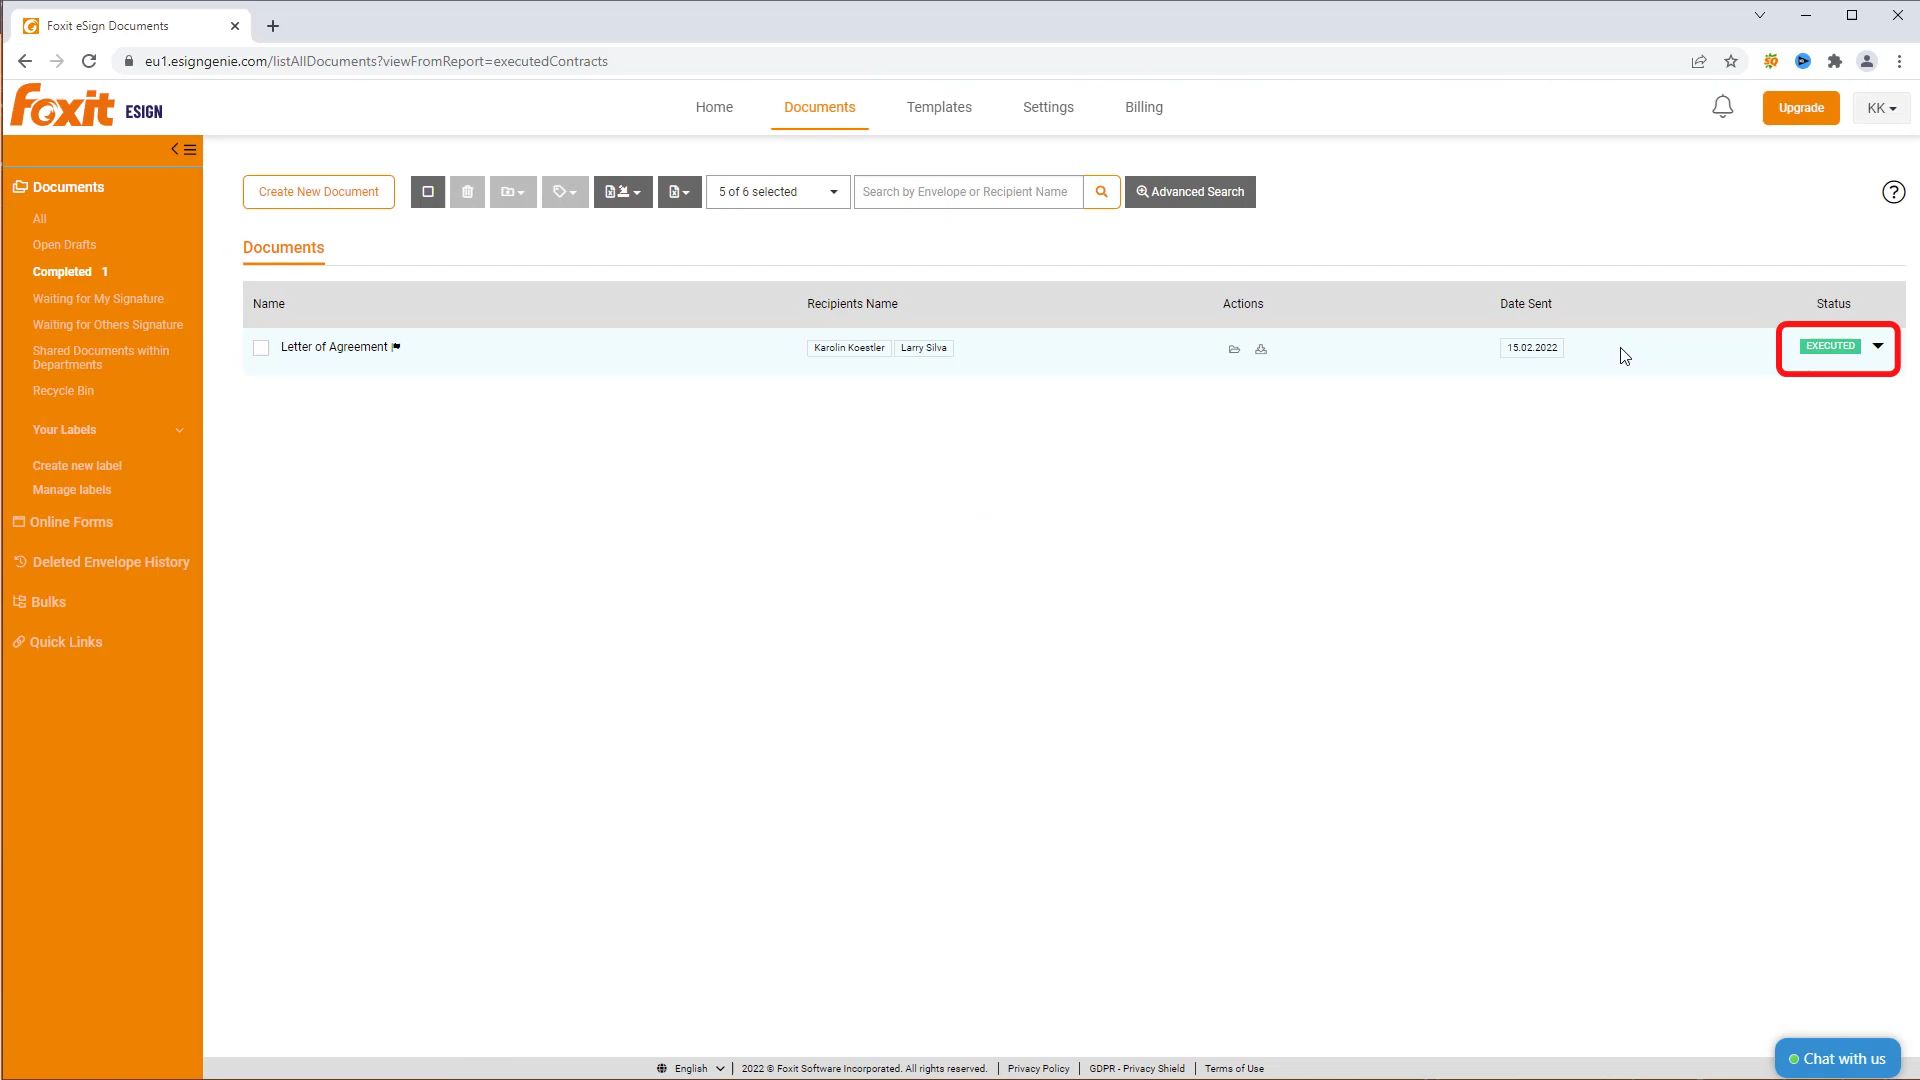 Foxit eSign Documents
eu1.esigngenie.com/listAllDocuments?viewFromReport=executedContracts
foxit ESIGN
Home Documents Templates Settings Billing
Upgrade
KK
Documents
All
Open Drafts
Completed 1
Waiting for My Signature
Waiting for Others Signature
Shared Documents within
Departments
Recycle Bin
Your Labels
Create new label
Manage labels
Online Forms
Deleted Envelope History
Bulks
Quick Links
Create New Document
5 of 6 selected
Search by Envelope or Recipient Name
Advanced Search
Documents
Name Recipients Name Actions Date Sent Status
Letter of Agreement Karolin Koestler Larry Silva 15.02.2022 EXECUTED
English 2022 © Foxit Software Incorporated. All rights reserved. Privacy Policy GDPR - Privacy Shield Terms of Use
Chat with us